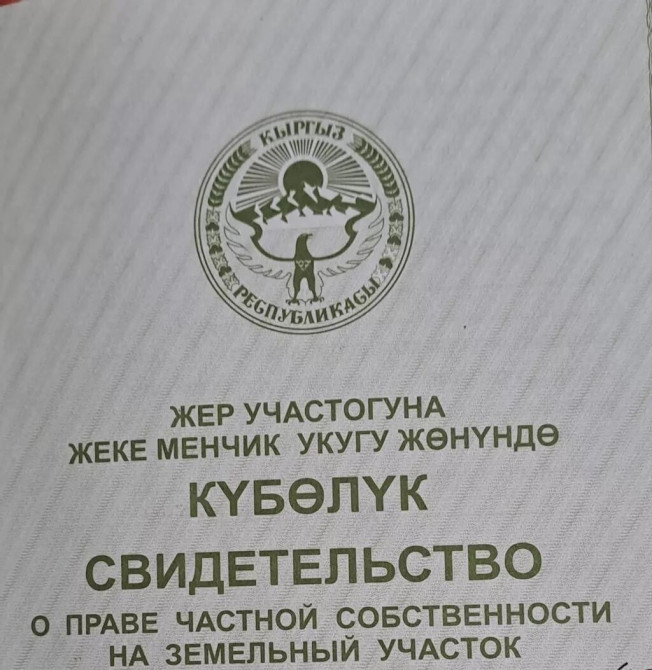 КЫРГЫЗ
РЕСПУБЛИКАСЫ
ЖЕР УЧАСТОГУНА
ЖЕКЕ МЕНЧИК УКУГУ ЖӨНҮНДӨ
КҮБӨЛҮК
СВИДЕТЕЛЬСТВО
О ПРАВЕ ЧАСТНОЙ СОБСТВЕННОСТИ
НА ЗЕМЕЛЬНЫЙ УЧАСТОК